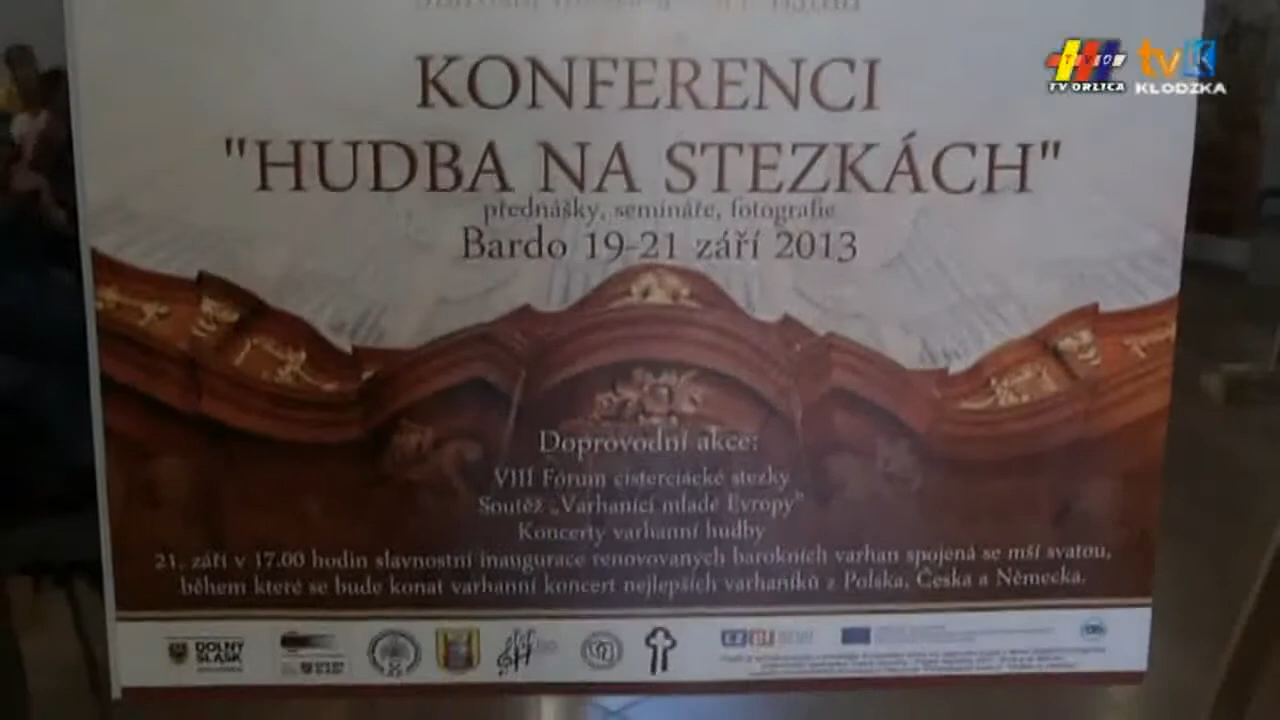 KONFERENCI
"HUDBA NA STEZKÁCH"
přednášky, semináře, fotografie
Bardo 19-21 září 2013
Doprovodní akce:
VIII Fórum cisterciácké stezky
Soutěž „Varhaníci mladé Evropy"
Koncerty varhanní hudby
21. září v 17.00 hodin slavnostní inaugurace renovovaných barokních varhan spojená se mší svatou,
během které se bude konat varhanní koncert nejlepších varhaníků z Polska, Česka a Německa.
DOLNY
ŚLĄSK
TVO
TV ORLICA
tvK
KLODZKA